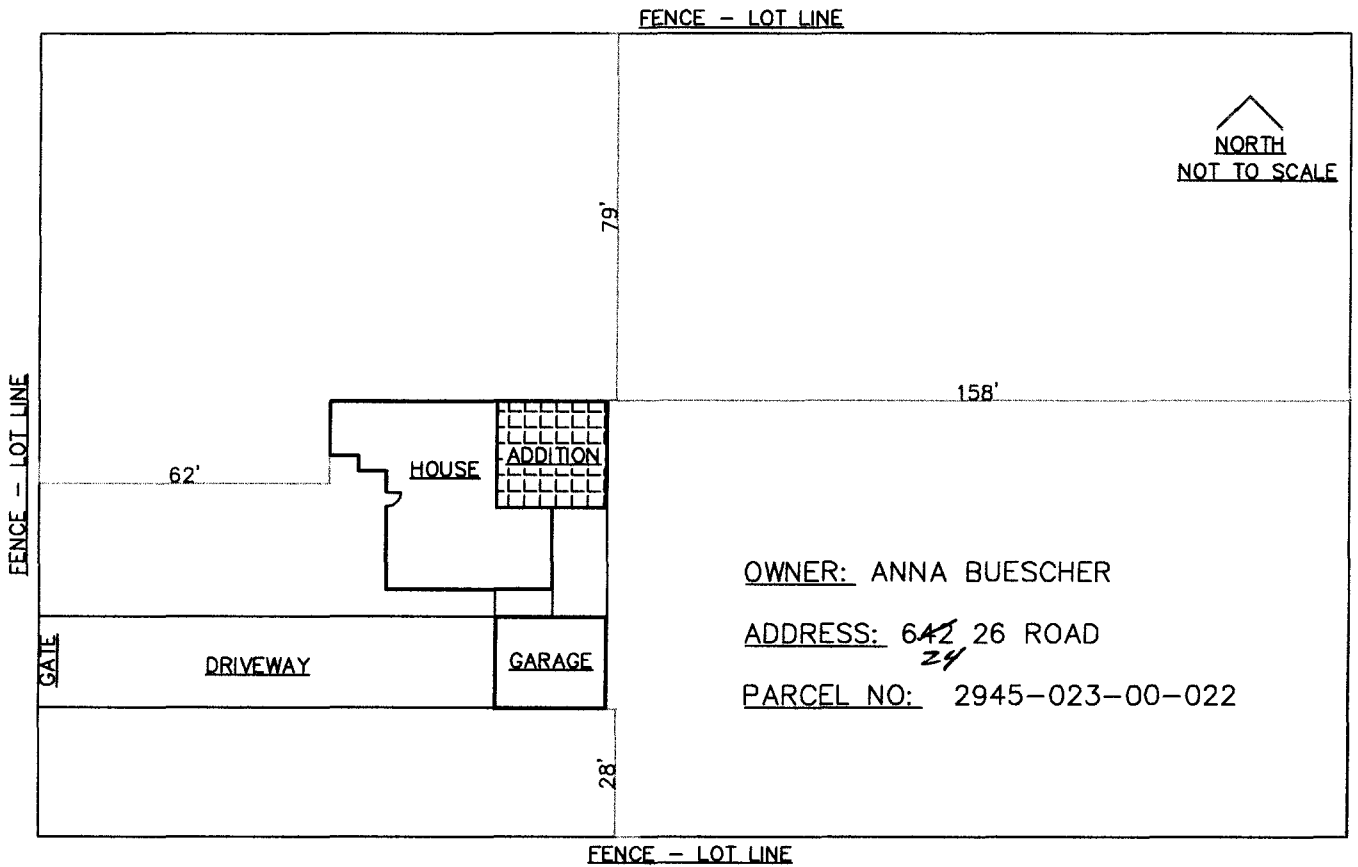 FENCE - LOT LINE
NORTH
NOT TO SCALE
79'
158'
FENCE - LOT LINE
62'
HOUSE
ADDITION
OWNER: ANNA BUESCHER
ADDRESS: 642 26 ROAD
24
PARCEL NO: 2945-023-00-022
GATE
DRIVEWAY
GARAGE
28'
FENCE - LOT LINE